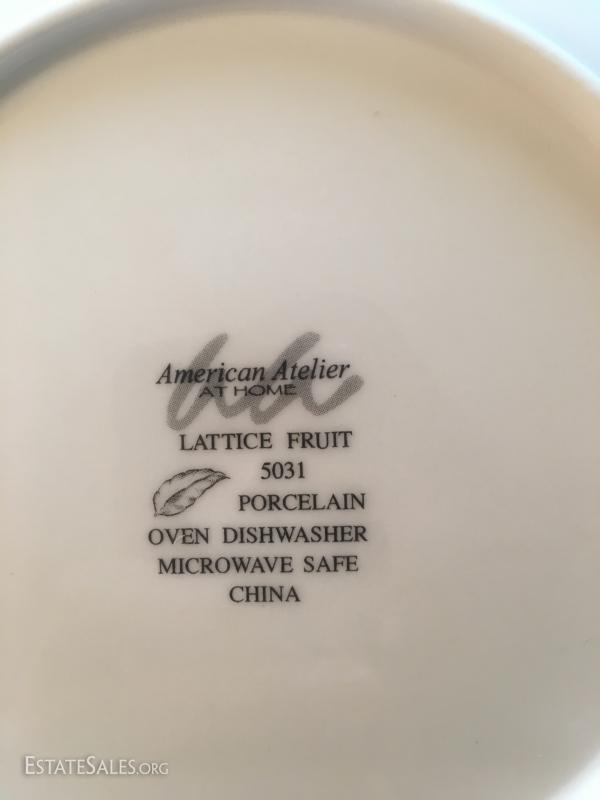 American Atelier
AT HOME
LATTICE FRUIT
5031
PORCELAIN
OVEN DISHWASHER
MICROWAVE SAFE
CHINA
ESTATESALES.ORG